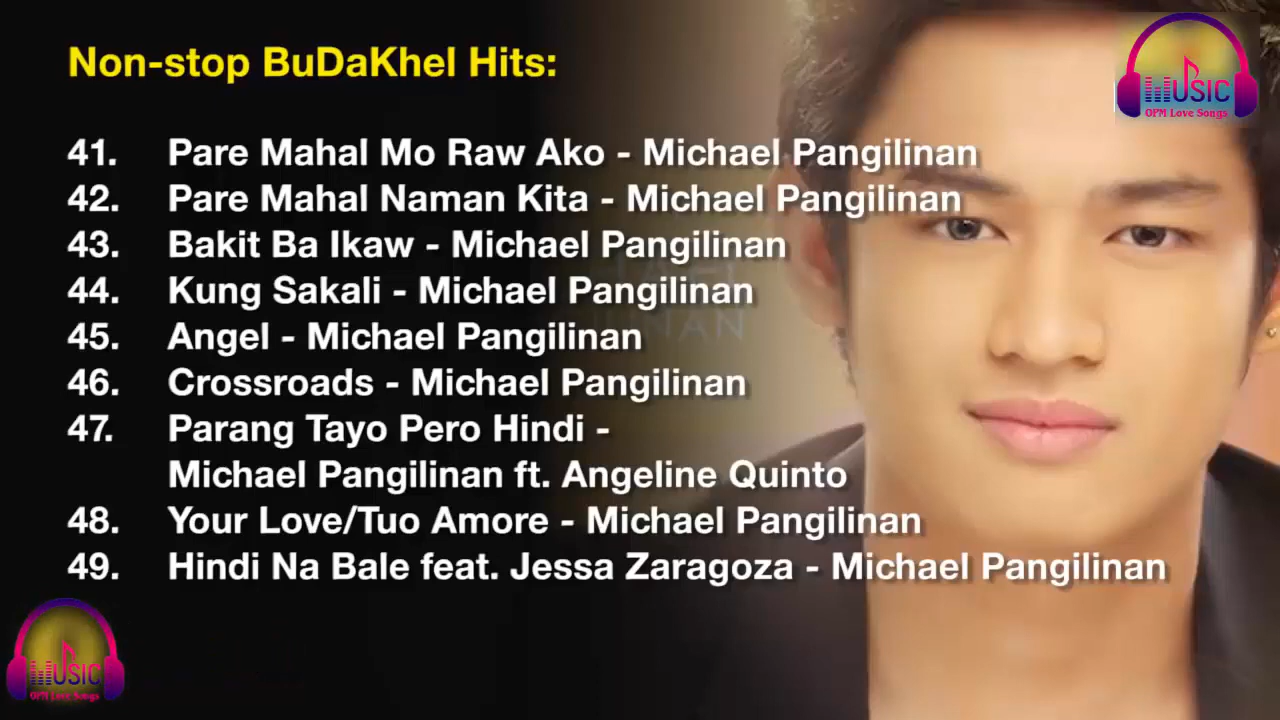 Non-stop BuDaKhel Hits:
MUSIC
OPM Love Songs
41. Pare Mahal Mo Raw Ako - Michael Pangilinan
42. Pare Mahal Naman Kita - Michael Pangilinan
43. Bakit Ba Ikaw - Michael Pangilinan
44. Kung Sakali - Michael Pangilinan
45. Angel - Michael Pangilinan
46. Crossroads - Michael Pangilinan
47. Parang Tayo Pero Hindi -
Michael Pangilinan ft. Angeline Quinto
48. Your Love/Tuo Amore - Michael Pangilinan
49. Hindi Na Bale feat. Jessa Zaragoza - Michael Pangilinan
MUSIC
OPM Love Songs